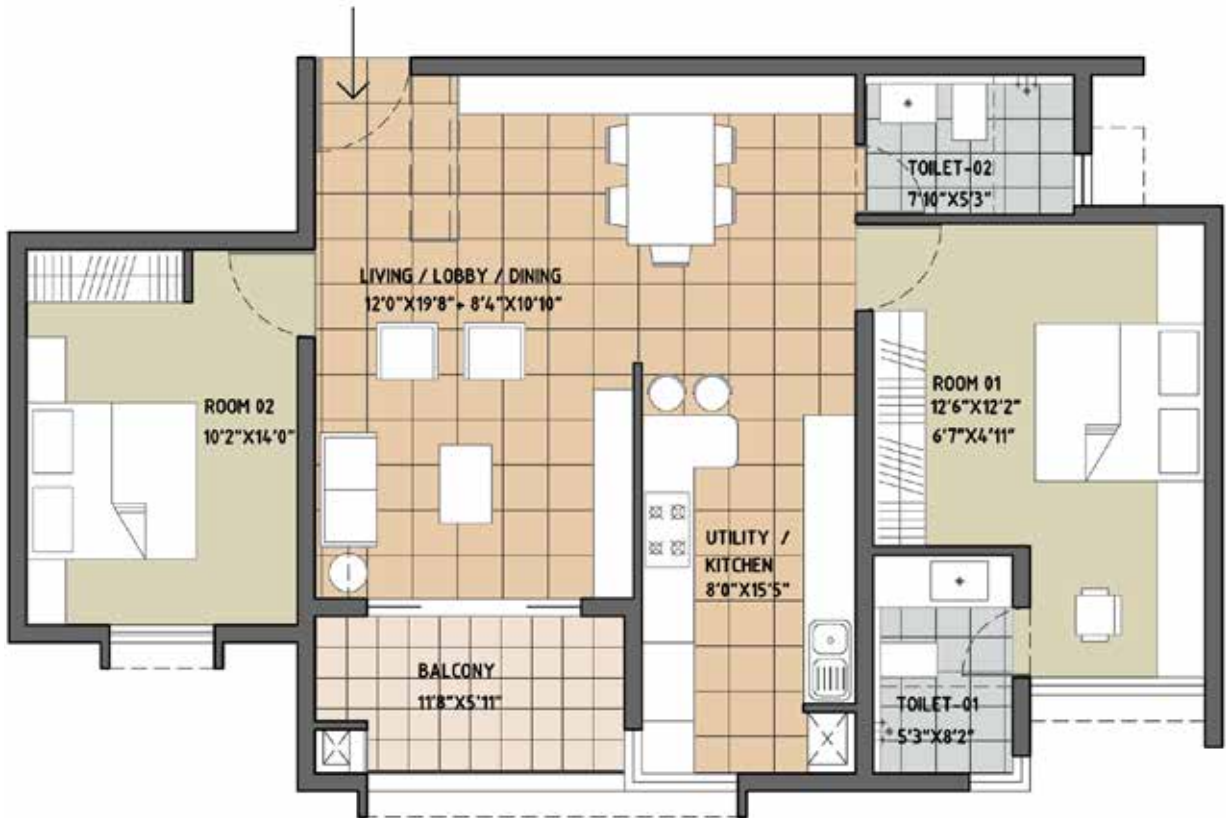 TOILET-02
7'10"X5'3"
LIVING / LOBBY / DINING
12'0"X19'8"+ 8'4"X10'10"
ROOM 02
10'2"X14'0"
ROOM 01
12'6"X12'2"
6'7"X4'11"
UTILITY /
KITCHEN
8'0"X15'5"
BALCONY
11'8"X5'11"
TOILET-01
5'3"X8'2"